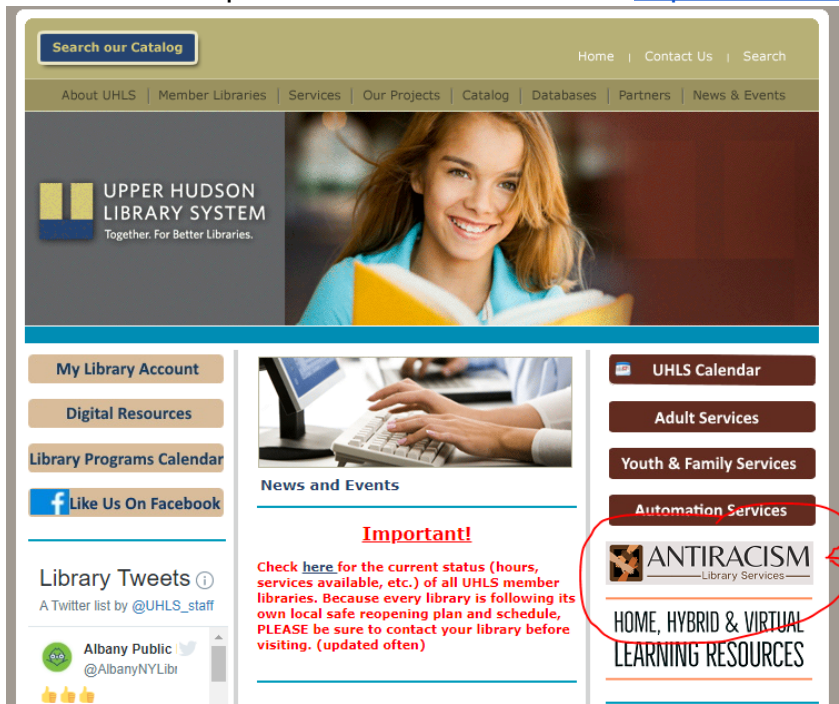 Search our Catalog
Home | Contact Us | Search
About UHLS | Member Libraries | Services | Our Projects | Catalog | Databases | Partners | News & Events
UPPER HUDSON
LIBRARY SYSTEM
Together. For Better Libraries.
My Library Account
Digital Resources
Library Programs Calendar
f Like Us On Facebook
Library Tweets
A Twitter list by @UHLS_staff
Albany Public
@AlbanyNYLibr
News and Events
Important!
Check here for the current status (hours,
services available, etc.) of all UHLS member
libraries. Because every library is following its
own local safe reopening plan and schedule,
PLEASE be sure to contact your library before
visiting. (updated often)
UHLS Calendar
Adult Services
Youth & Family Services
Automation Services
ANTIRACISM
Library Services
HOME, HYBRID & VIRTUAL
LEARNING RESOURCES